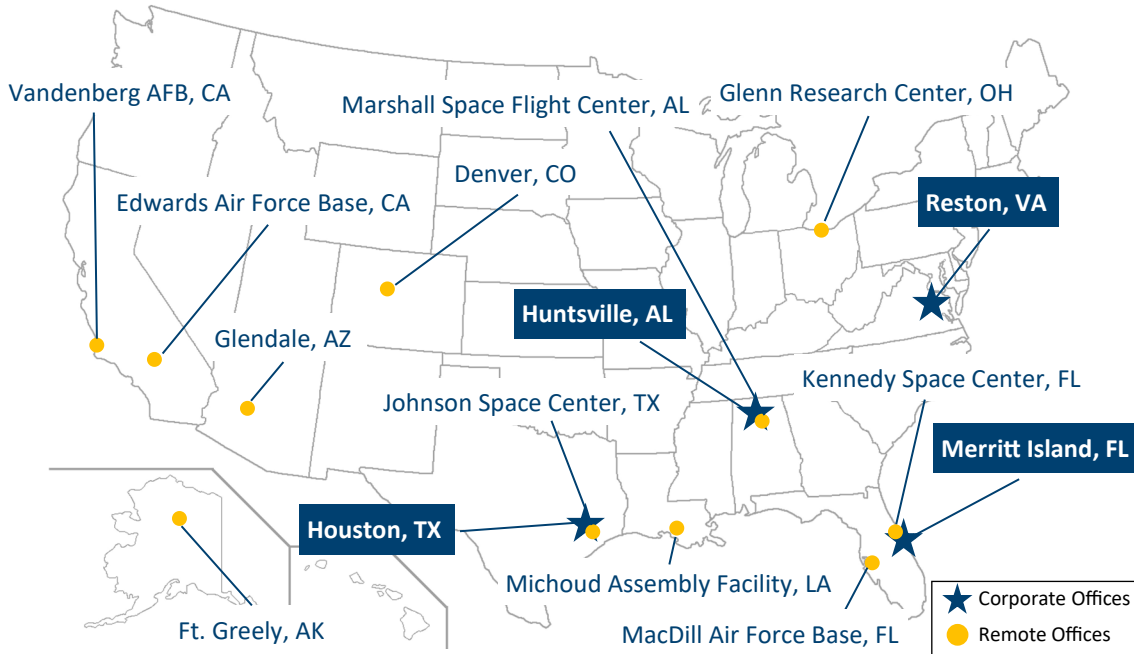 Vandenberg AFB, CA
Marshall Space Flight Center, AL
Glenn Research Center, OH
Denver, CO
Edwards Air Force Base, CA
Reston, VA
Huntsville, AL
Glendale, AZ
Kennedy Space Center, FL
Johnson Space Center, TX
Merritt Island, FL
Houston, TX
Michoud Assembly Facility, LA
Ft. Greely, AK
MacDill Air Force Base, FL
Corporate Offices
Remote Offices